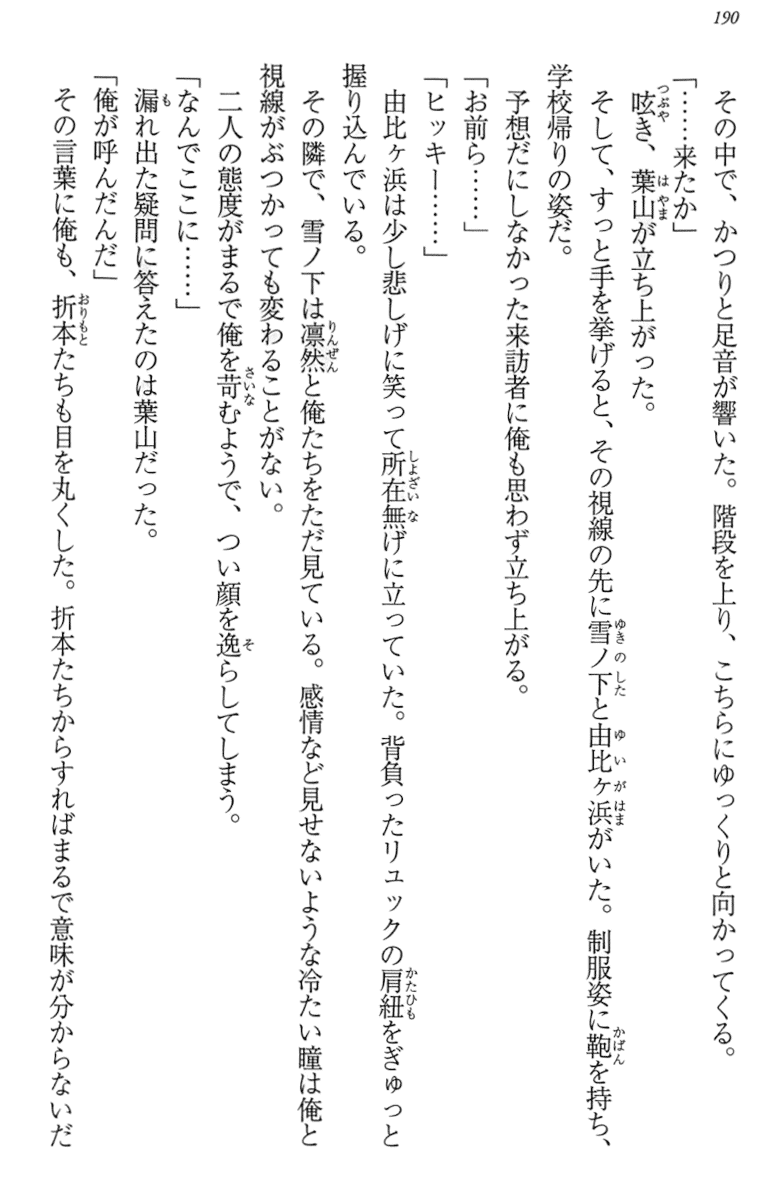 190
その中で、かつりと足音が響いた。階段を上り、こちらにゆっくりと向かってくる。
「……来たか」
呟き、葉山が立ち上がった。
そして、すっと手を挙げると、その視線の先に雪ノ下と由比ヶ浜がいた。制服姿に鞄を持ち、
学校帰りの姿だ。
予想だにしなかった来訪者に俺も思わず立ち上がる。
「お前ら……」
「ヒッキー……」
由比ヶ浜は少し悲しげに笑って所在無げに立っていた。背負ったリュックの肩紐をぎゅっと
握り込んでいる。
その隣で、雪ノ下は凛然と俺たちをただ見ている。感情など見せないような冷たい瞳は俺と
視線がぶつかっても変わることがない。
二人の態度がまるで俺を苛むようで、つい顔を逸らしてしまう。
「なんでここに……」
漏れ出た疑問に答えたのは葉山だった。
「俺が呼んだんだ」
その言葉に俺も、折本たちも目を丸くした。折本たちからすればまるで意味が分からないだ